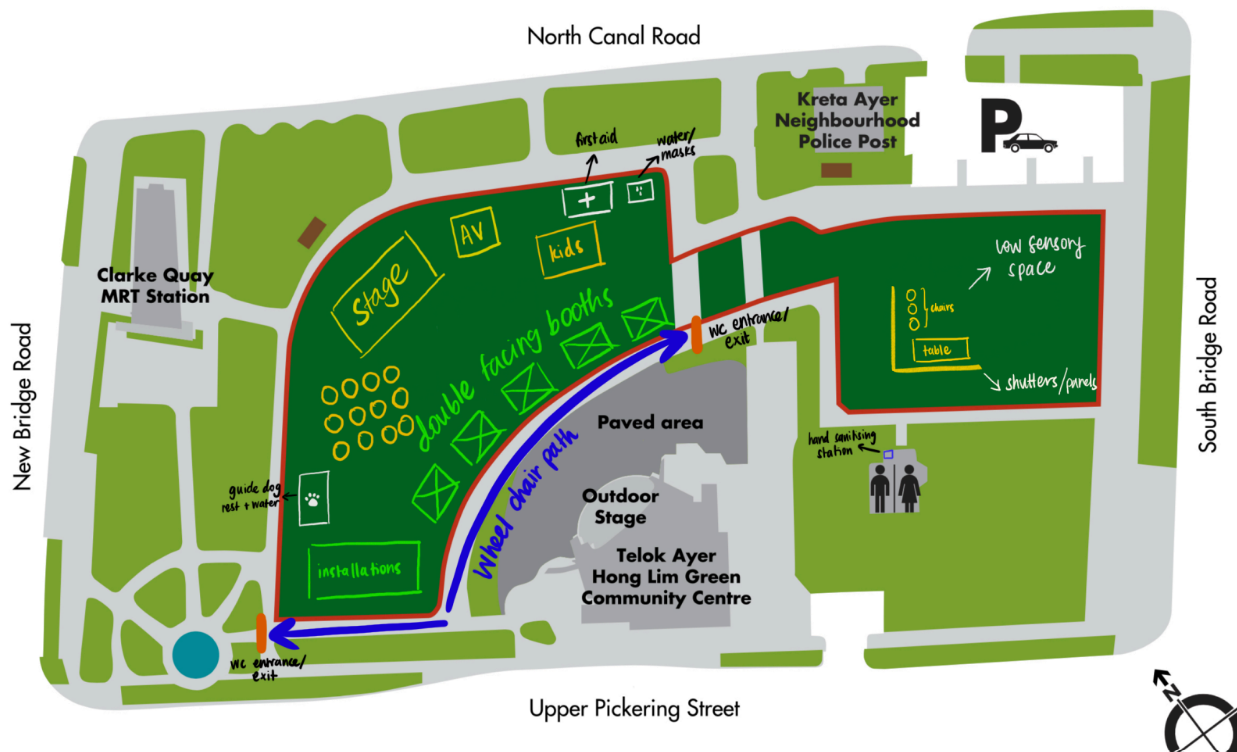 North Canal Road
Kreta Ayer
Neighbourhood
Police Post
P
first aid
water/
masks
AV
Stage
kids
low sensory
space
Clarke Quay
MRT Station
chairs
table
double facing booths
wc entrance/
exit
shutters/panels
New Bridge Road
South Bridge Road
Paved area
hand sanitising
station
wheel chair path
guide dog
rest + water
Outdoor
Stage
installations
Telok Ayer
Hong Lim Green
Community Centre
wc entrance/
exit
Upper Pickering Street
N